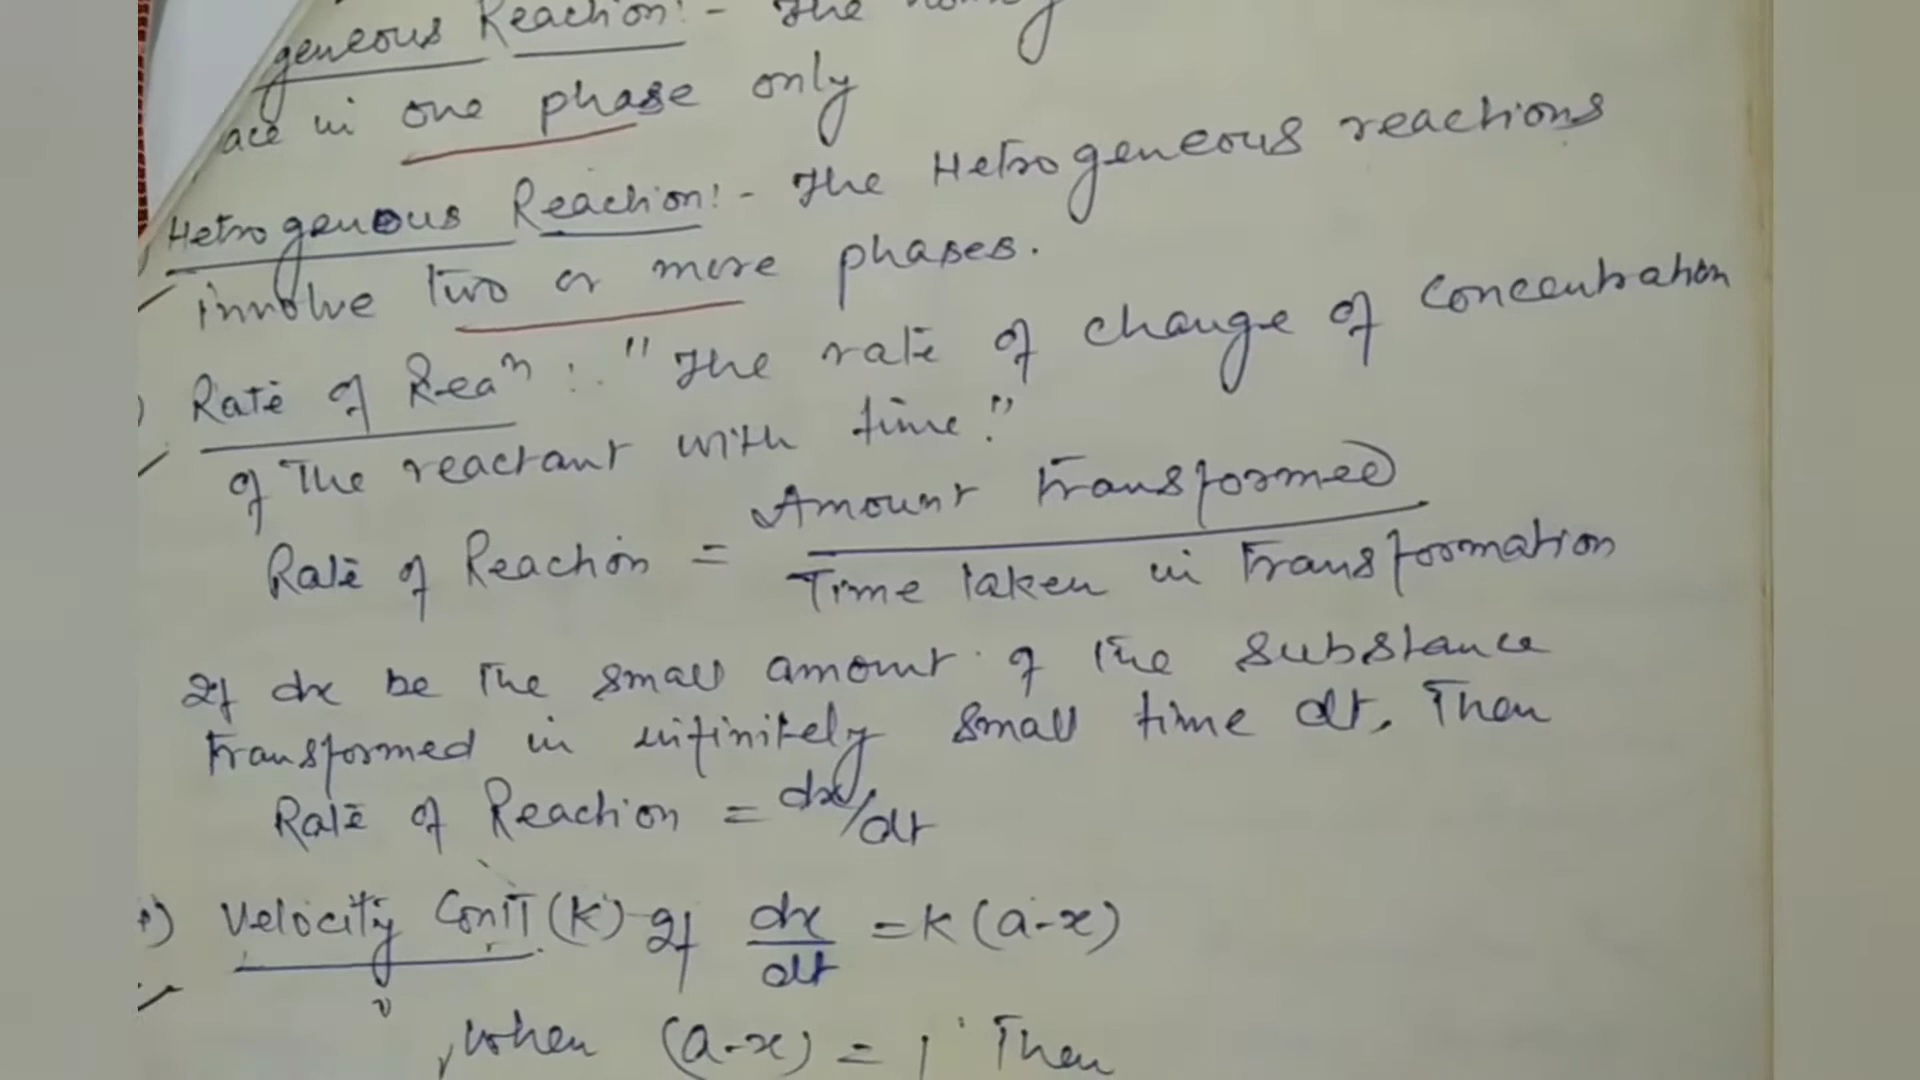 geneous Reaction:- The homog
ace in one phase only
Hetrogenous Reaction:- The Hetrogeneous reactions
involve two or more phases.
Rate of Reaⁿ :. "The rate of change of concentration
of The reactant with time."
Rate of Reaction = Amount transformed
Time taken in transformation
If dx be the small amount of the substance
transformed in infinitely small time dt, Then
Rate of Reaction = dx/dt
Velocity Contt (K) If dx/dt = K(a-x)
, when (a-x) = 1 Then